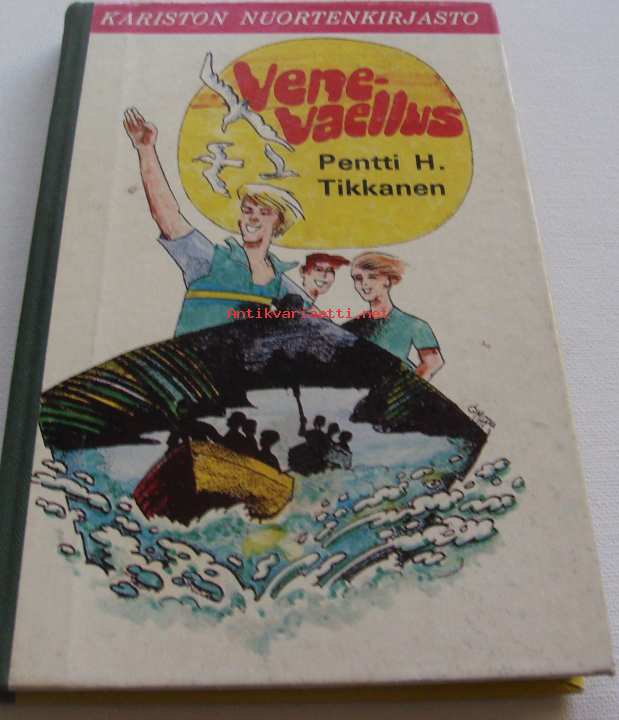 KARISTON NUORTENKIRJASTO
Vene-
vaellus
Pentti H.
Tikkanen
Antikvariaatti.net